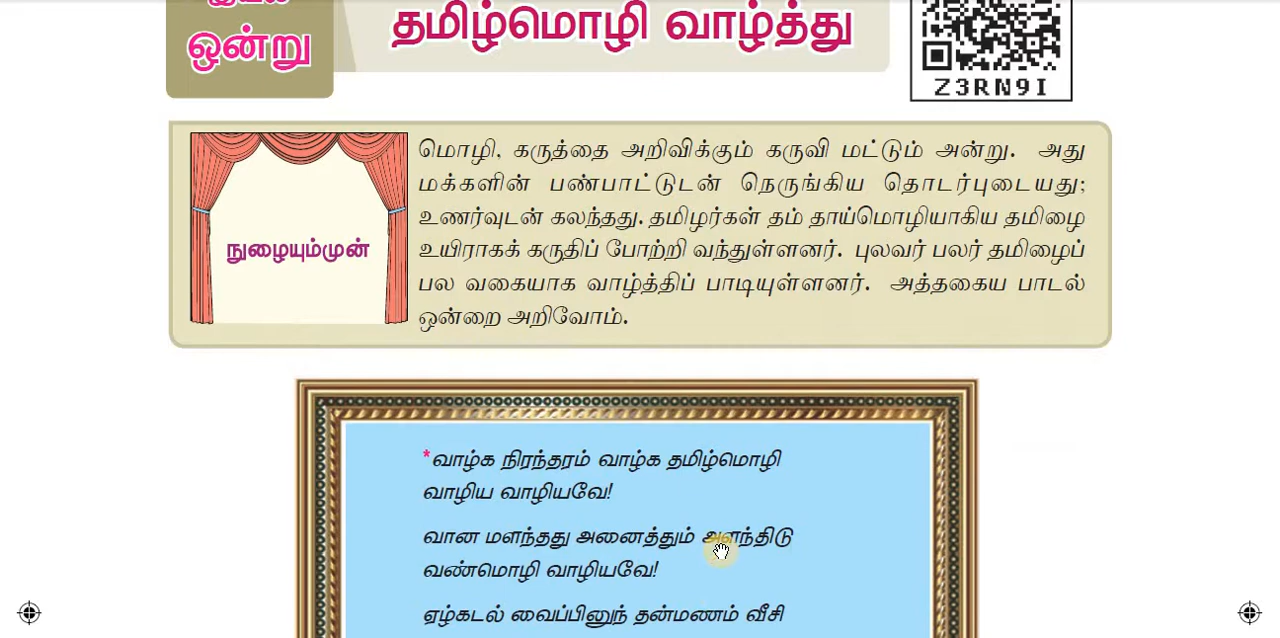 ஒன்று
தமிழ்மொழி வாழ்த்து
Z3RN9I
நுழையும்முன்
மொழி, கருத்தை அறிவிக்கும் கருவி மட்டும் அன்று. அது
மக்களின் பண்பாட்டுடன் நெருங்கிய தொடர்புடையது;
உணர்வுடன் கலந்தது. தமிழர்கள் தம் தாய்மொழியாகிய தமிழை
உயிராகக் கருதிப் போற்றி வந்துள்ளனர். புலவர் பலர் தமிழைப்
பல வகையாக வாழ்த்திப் பாடியுள்ளனர். அத்தகைய பாடல்
ஒன்றை அறிவோம்.
*வாழ்க நிரந்தரம் வாழ்க தமிழ்மொழி
வாழிய வாழியவே!
வான மளந்தது அனைத்தும் அளந்திடு
வண்மொழி வாழியவே!
ஏழ்கடல் வைப்பினுந் தன்மணம் வீசி